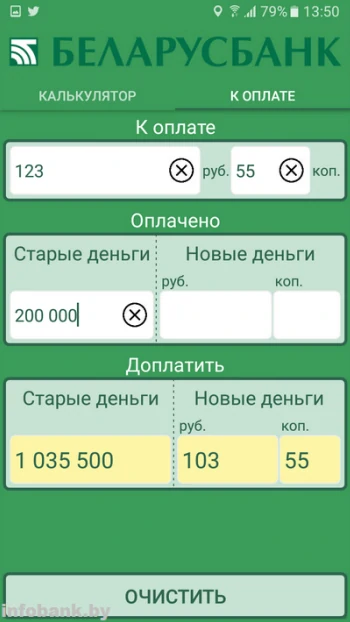 79% 13:50
БЕЛАРУСБАНК
КАЛЬКУЛЯТОР К ОПЛАТЕ
К оплате
123 руб. 55 коп.
Оплачено
Старые деньги Новые деньги
руб. коп.
200 000
Доплатить
Старые деньги Новые деньги
руб. коп.
1 035 500 103 55
ОЧИСТИТЬ
infobank.by